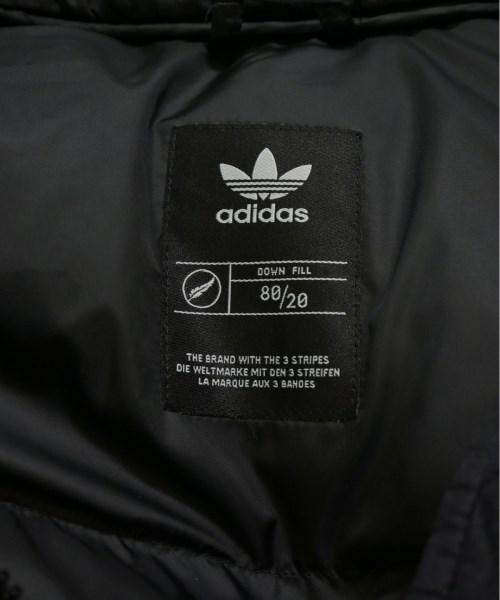 adidas
DOWN FILL
80/20
THE BRAND WITH THE 3 STRIPES
DIE WELTMARKE MIT DEN 3 STREIFEN
LA MARQUE AUX 3 BANDES